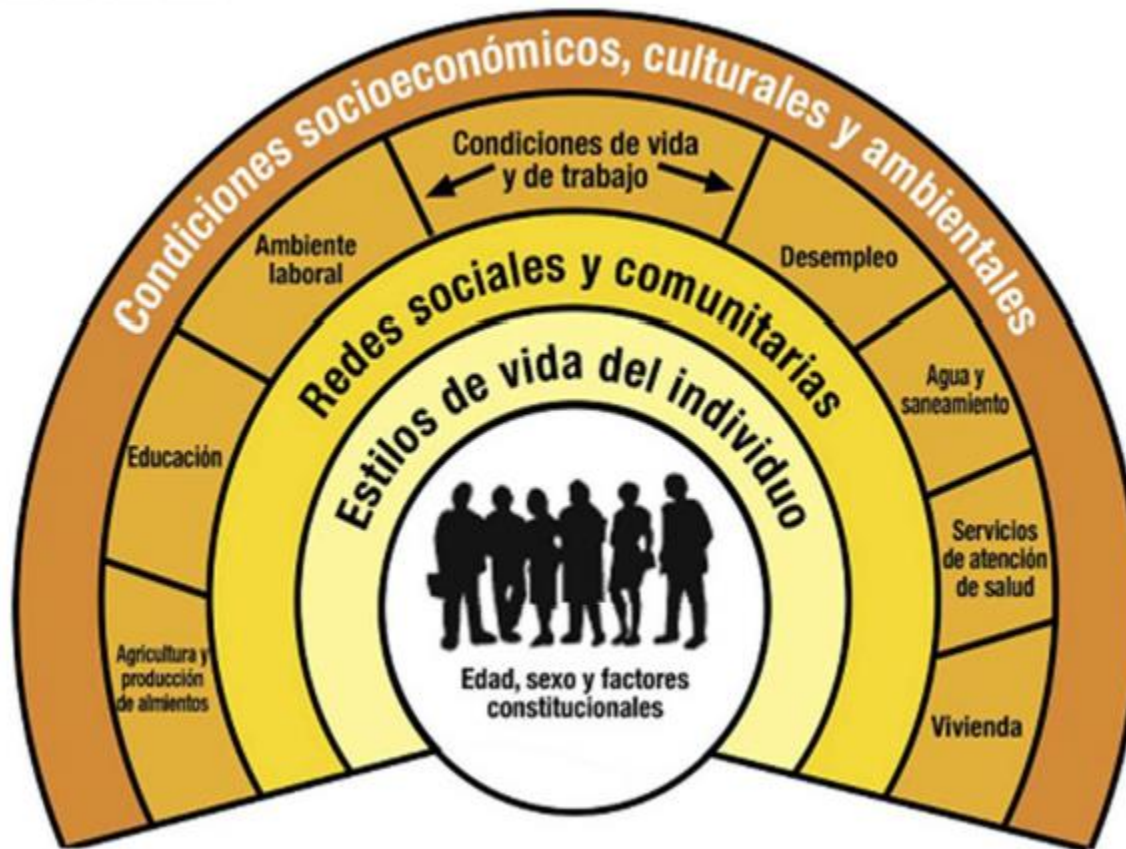 Condiciones socioeconómicos, culturales y ambientales
Condiciones de vida
y de trabajo
Ambiente
laboral
Desempleo
Educación
Agua y
saneamiento
Agricultura y
producción
de almientos
Servicios
de atención
de salud
Vivienda
Redes sociales y comunitarias
Estilos de vida del individuo
Edad, sexo y factores
constitucionales